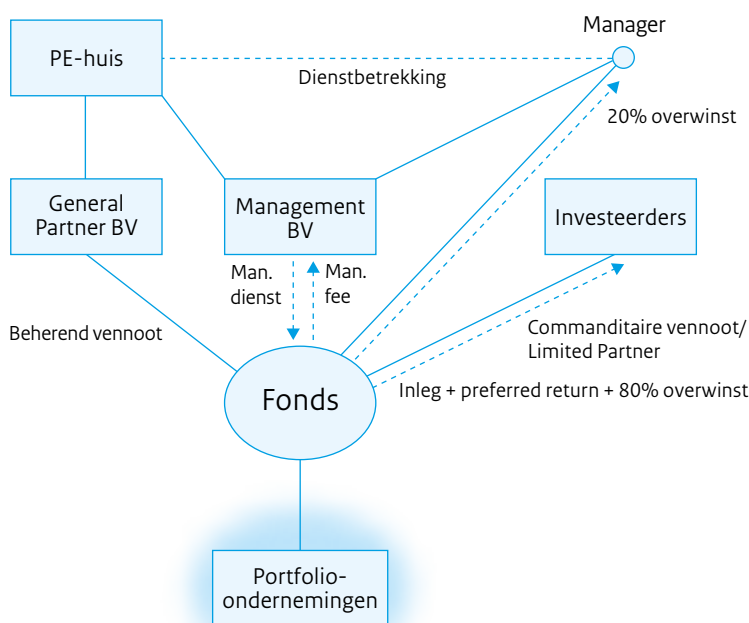 Manager
PE-huis
Dienstbetrekking
20% overwinst
General
Partner BV
Management
BV
Investeerders
Man.
dienst
Man.
fee
Beherend vennoot
Commanditaire vennoot/
Limited Partner
Inleg + preferred return + 80% overwinst
Fonds
Portfolio-
ondernemingen